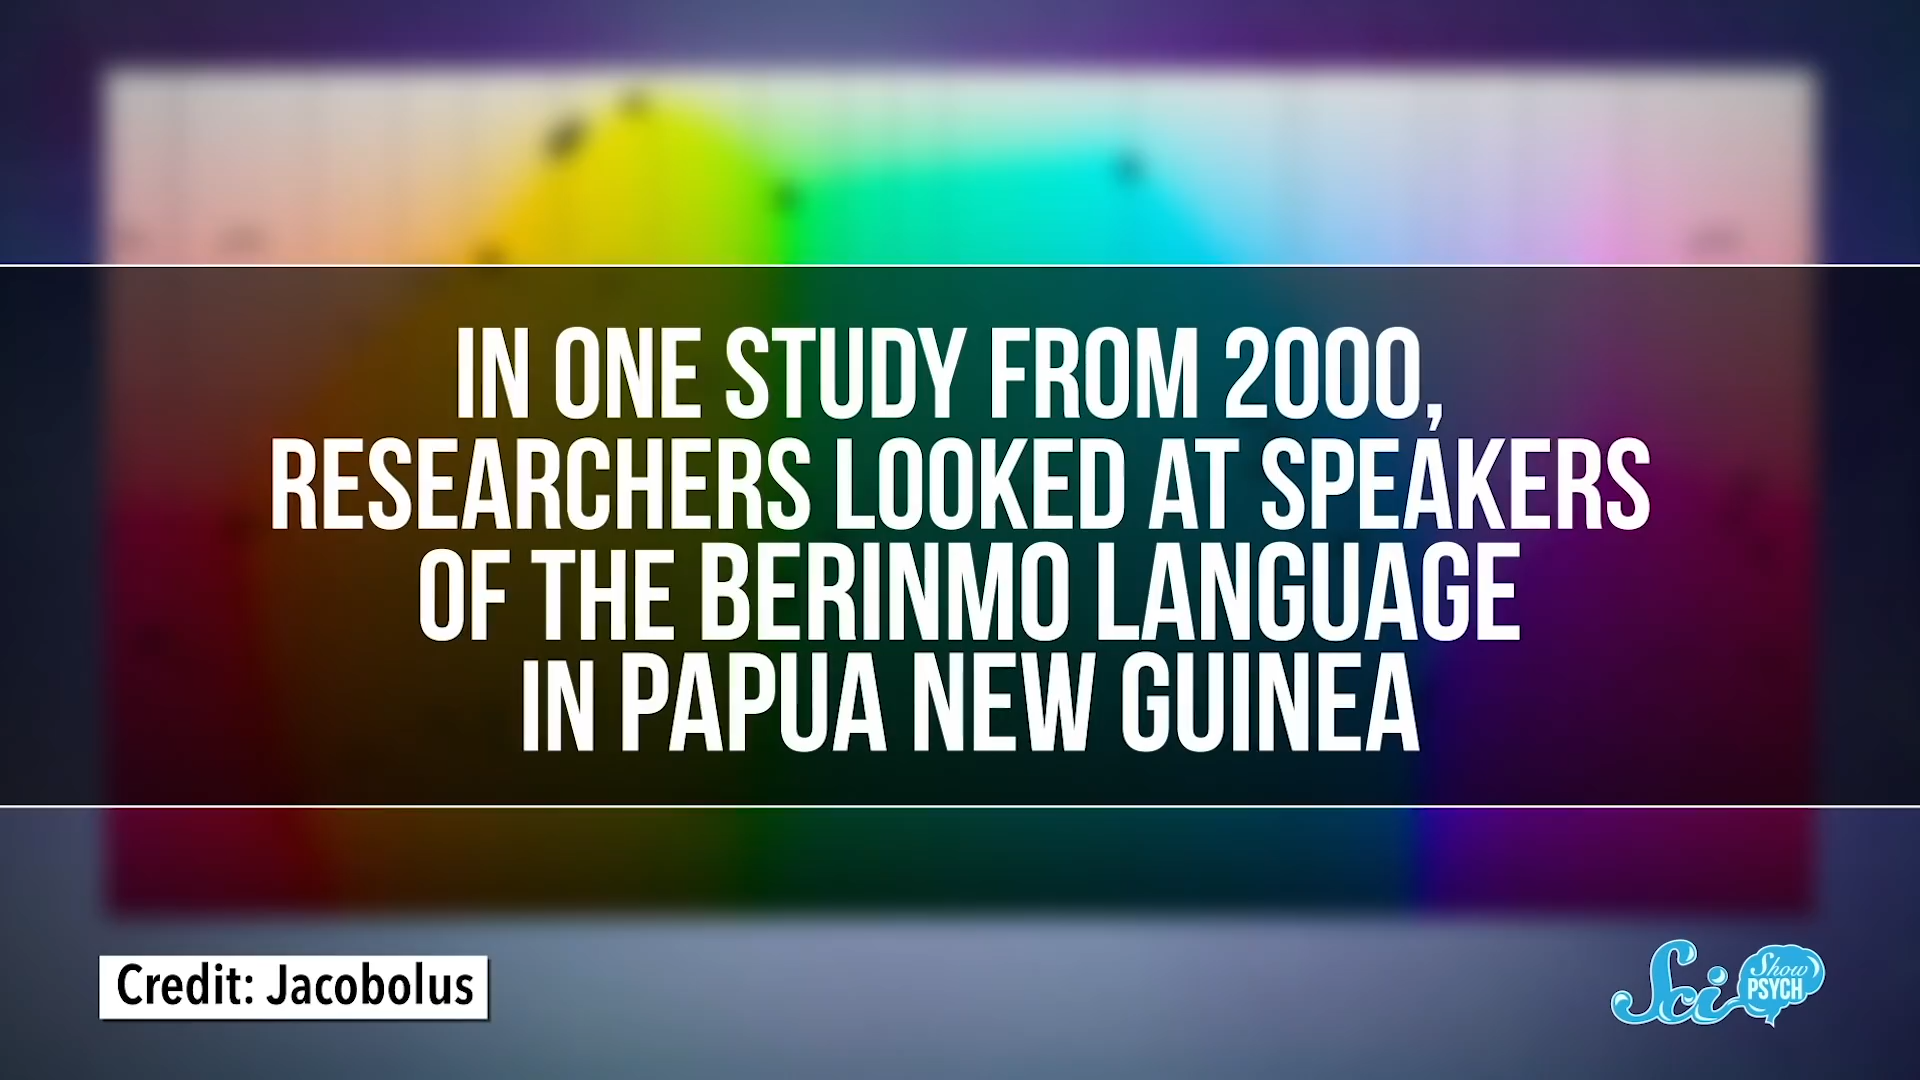 IN ONE STUDY FROM 2000,
RESEARCHERS LOOKED AT SPEAKERS
OF THE BERINMO LANGUAGE
IN PAPUA NEW GUINEA
Credit: Jacobolus
Sci Show
PSYCH